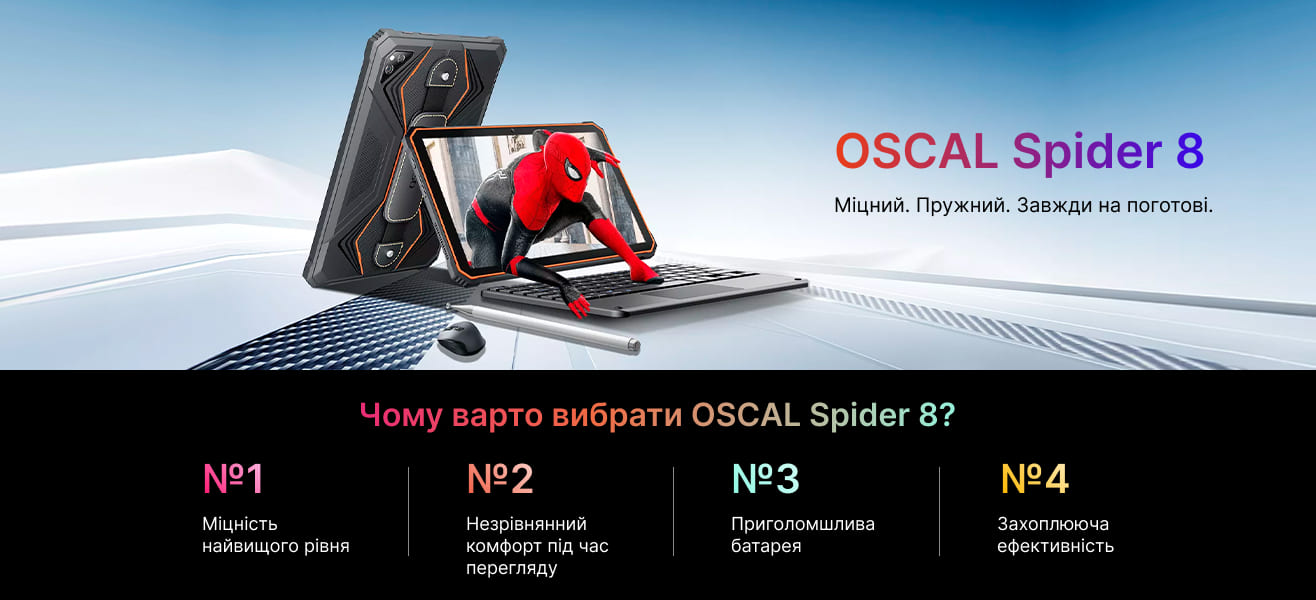 OSCAL Spider 8
Міцний. Пружний. Завжди на поготові.
Чому варто вибрати OSCAL Spider 8?
№1
Міцність
найвищого рівня
№2
Незрівнянний
комфорт під час
перегляду
№3
Приголомшлива
батарея
№4
Захоплююча
ефективність